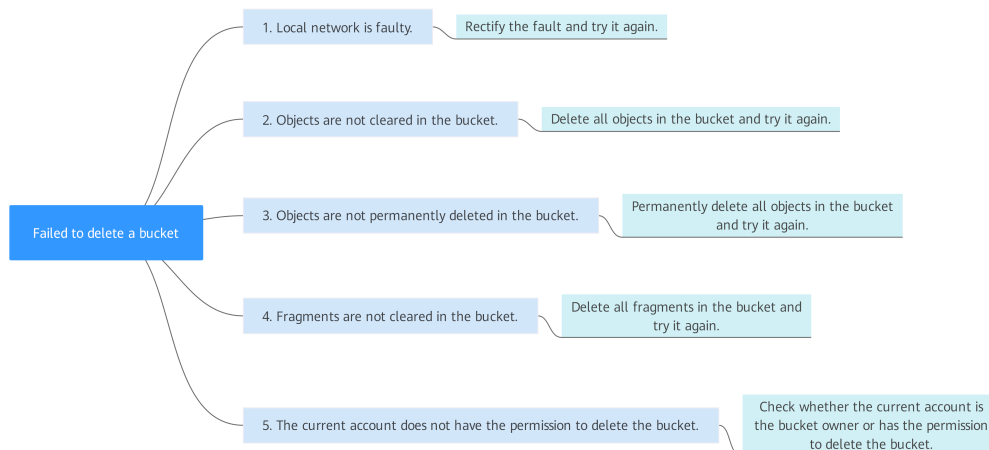 1. Local network is faulty.
Rectify the fault and try it again.
2. Objects are not cleared in the bucket.
Delete all objects in the bucket and try it again.
Failed to delete a bucket
3. Objects are not permanently deleted in the bucket.
Permanently delete all objects in the bucket
and try it again.
4. Fragments are not cleared in the bucket.
Delete all fragments in the bucket and
try it again.
5. The current account does not have the permission to delete the bucket.
Check whether the current account is
the bucket owner or has the permission
to delete the bucket.